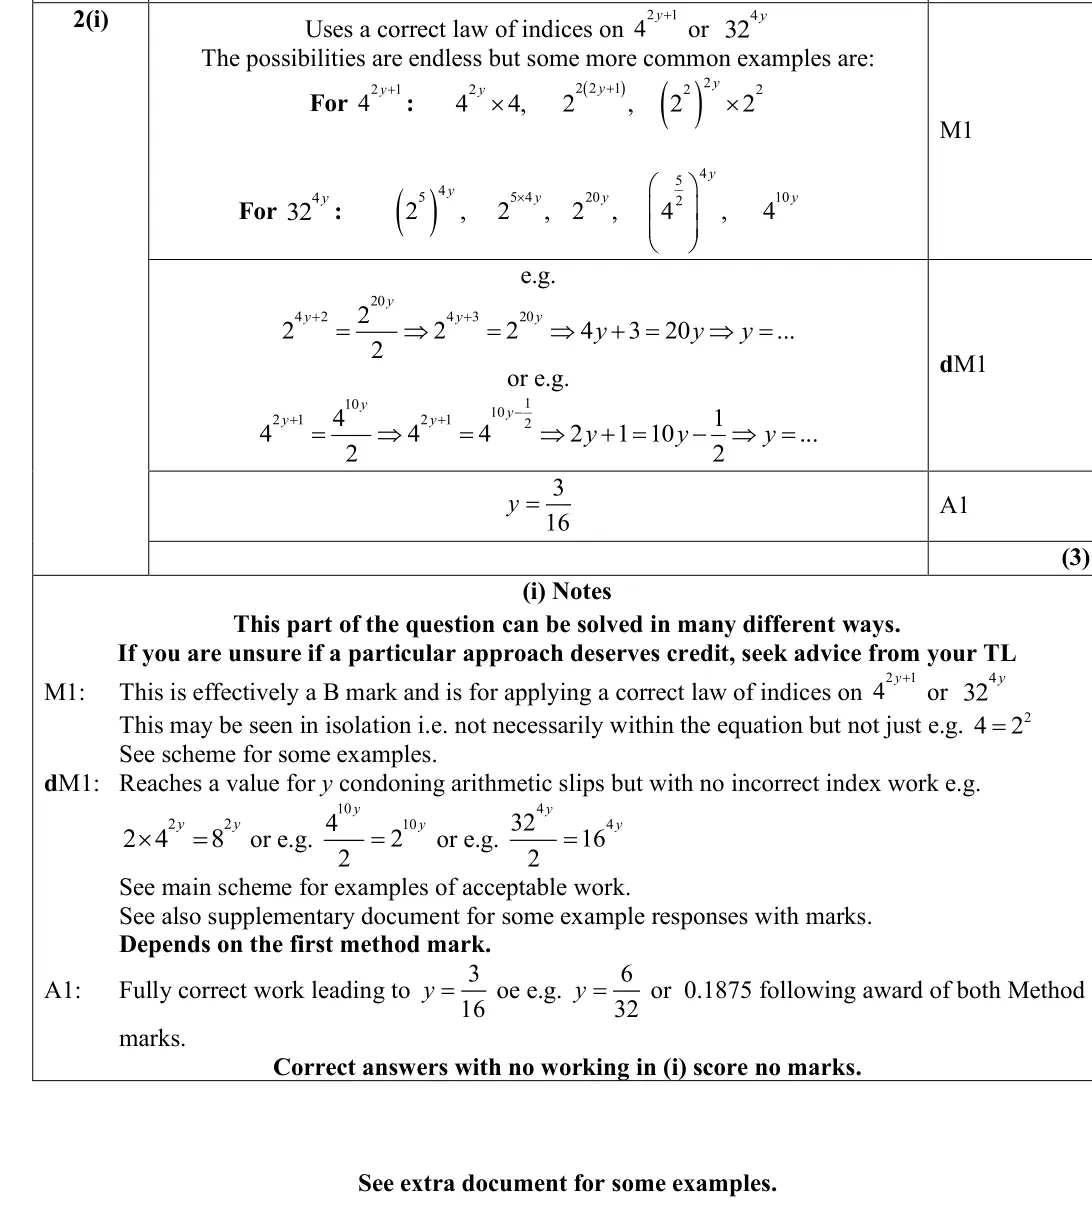 2(i)
Uses a correct law of indices on 4^{2y+1} or 32^{4y}
The possibilities are endless but some more common examples are:
For 4^{2y+1} : 4^{2y} × 4, 2^{2(2y+1)}, (2^2)^{2y} × 2^2
M1
For 32^{4y} : (2^5)^{4y}, 2^{5×4y}, 2^{20y}, (4^{5/2})^{4y}, 4^{10y}
e.g.
2^{4y+2} = 2^{20y}/2 ⇒ 2^{4y+3} = 2^{20y} ⇒ 4y + 3 = 20y ⇒ y = ...
or e.g.
dM1
4^{2y+1} = 4^{10y}/2 ⇒ 4^{2y+1} = 4^{10y−1/2} ⇒ 2y + 1 = 10y − 1/2 ⇒ y = ...
y = 3/16
A1
(3)
(i) Notes
This part of the question can be solved in many different ways.
If you are unsure if a particular approach deserves credit, seek advice from your TL
M1: This is effectively a B mark and is for applying a correct law of indices on 4^{2y+1} or 32^{4y}
This may be seen in isolation i.e. not necessarily within the equation but not just e.g. 4 = 2^2
See scheme for some examples.
dM1: Reaches a value for y condoning arithmetic slips but with no incorrect index work e.g.
2×4^{2y} = 8^{2y} or e.g. 4^{10y}/2 = 2^{10y} or e.g. 32^{4y}/2 = 16^{4y}
See main scheme for examples of acceptable work.
See also supplementary document for some example responses with marks.
Depends on the first method mark.
A1: Fully correct work leading to y = 3/16 oe e.g. y = 6/32 or 0.1875 following award of both Method
marks.
Correct answers with no working in (i) score no marks.
See extra document for some examples.